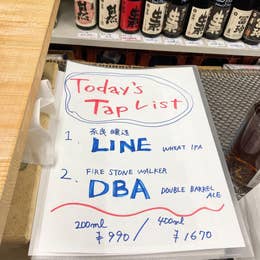 Today's
Tap List
1. 奈良醸造
LINE WHEAT IPA
2. FIRE STONE WALKER
DBA DOUBLE BARREL
ALE
200ml / 400ml
¥990 ¥1670